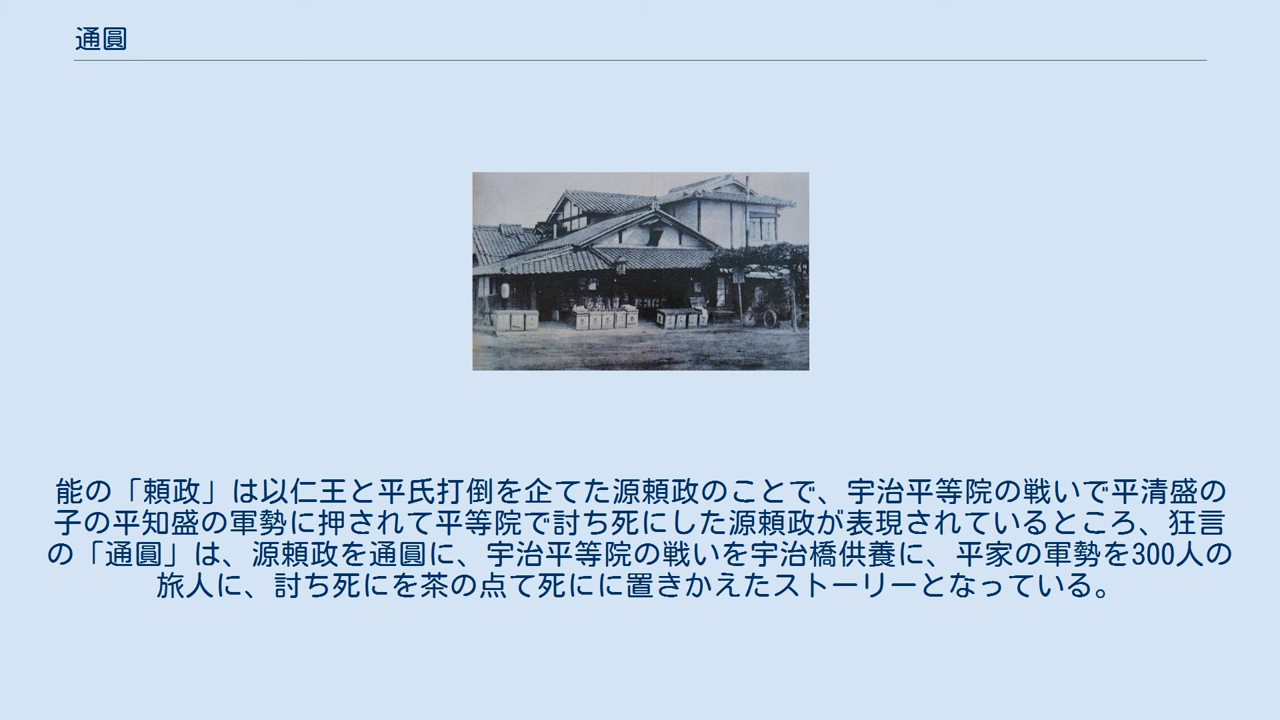 通圓
能の「頼政」は以仁王と平氏打倒を企てた源頼政のことで、宇治平等院の戦いで平清盛の
子の平知盛の軍勢に押されて平等院で討ち死にした源頼政が表現されているところ、狂言
の「通圓」は、源頼政を通圓に、宇治平等院の戦いを宇治橋供養に、平家の軍勢を300人の
旅人に、討ち死にを茶の点て死にに置きかえたストーリーとなっている。